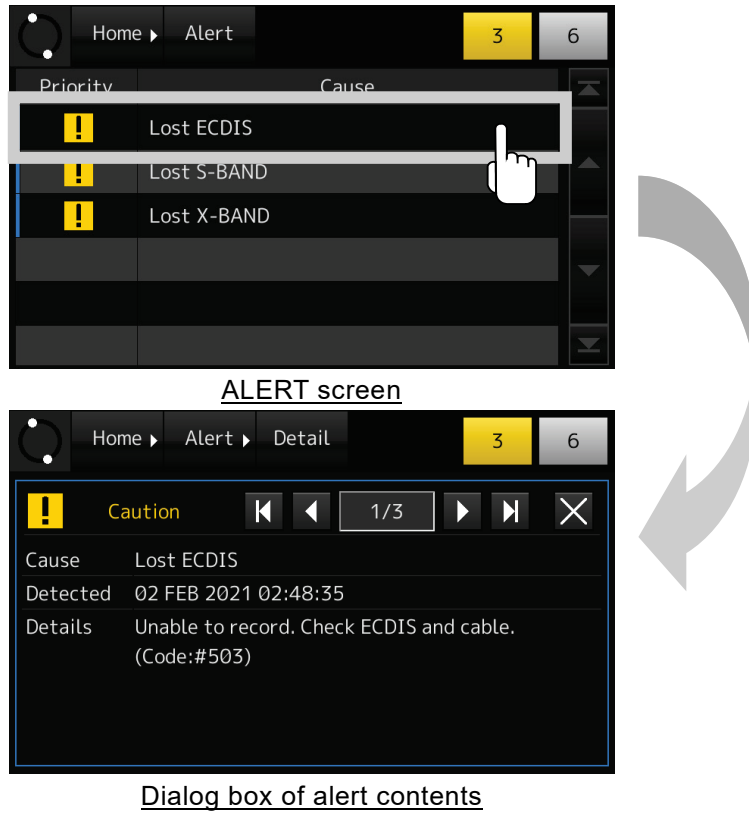 Home Alert 3 6
Priority Cause
Lost ECDIS
Lost S-BAND
Lost X-BAND
ALERT screen
Home Alert Detail 3 6
Caution 1/3
Cause Lost ECDIS
Detected 02 FEB 2021 02:48:35
Details Unable to record. Check ECDIS and cable.
(Code:#503)
Dialog box of alert contents